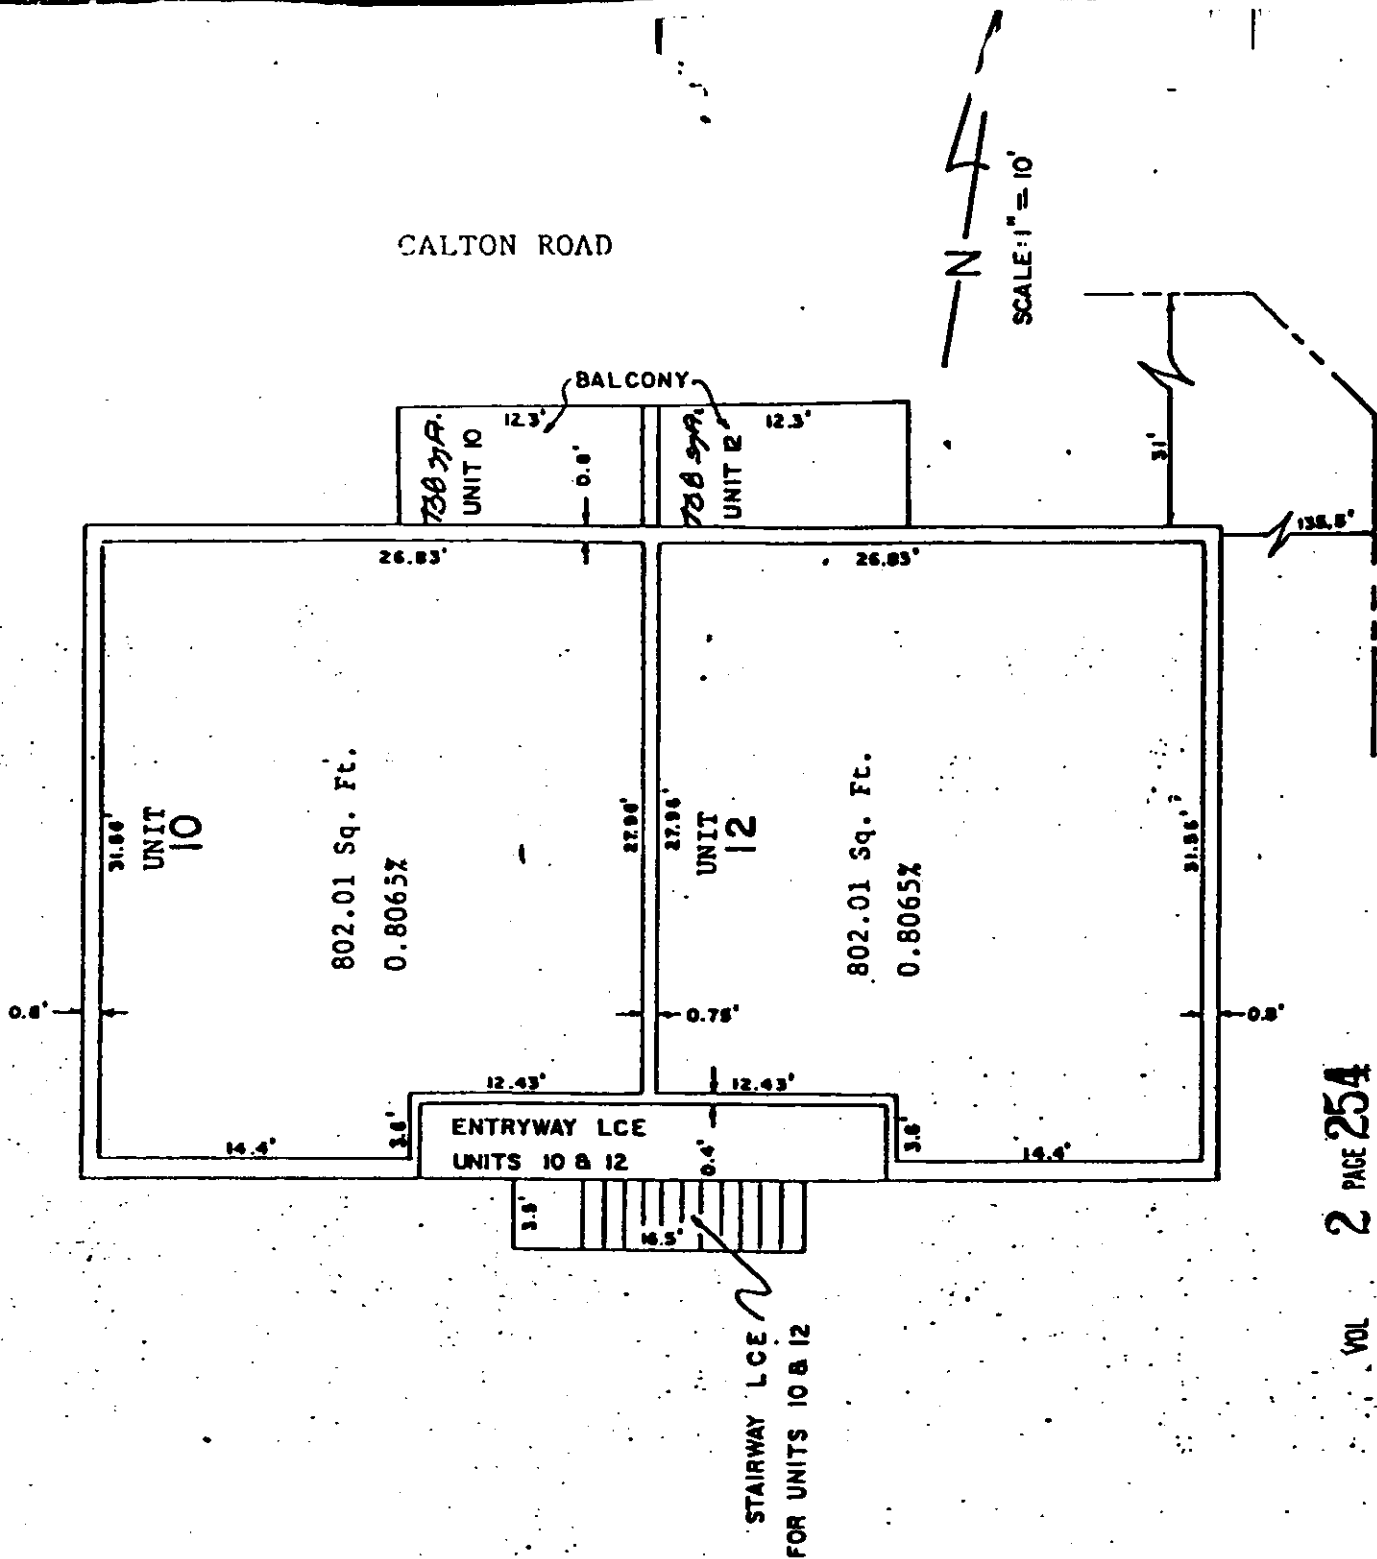 CALTON ROAD
N
SCALE: 1" = 10'
BALCONY
12.3'
12.3'
UNIT 10
0.8'
UNIT 12
31'
135.5'
26.83'
26.83'
31.56'
UNIT
10
802.01 Sq. Ft.
0.8065%
27.96'
27.96'
UNIT
12
802.01 Sq. Ft.
0.8065%
31.56'
0.8'
0.75'
0.8'
12.43'
12.43'
3.6'
ENTRYWAY LCE
UNITS 10 & 12
0.4'
3.6'
14.4'
14.4'
3.5'
16.5'
STAIRWAY LCE
FOR UNITS 10 & 12
VOL 2 PAGE 254